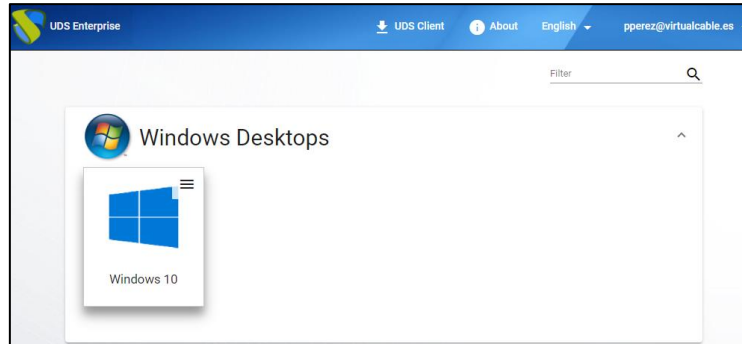 UDS Enterprise UDS Client About English pperez@virtualcable.es
Filter
Windows Desktops
Windows 10